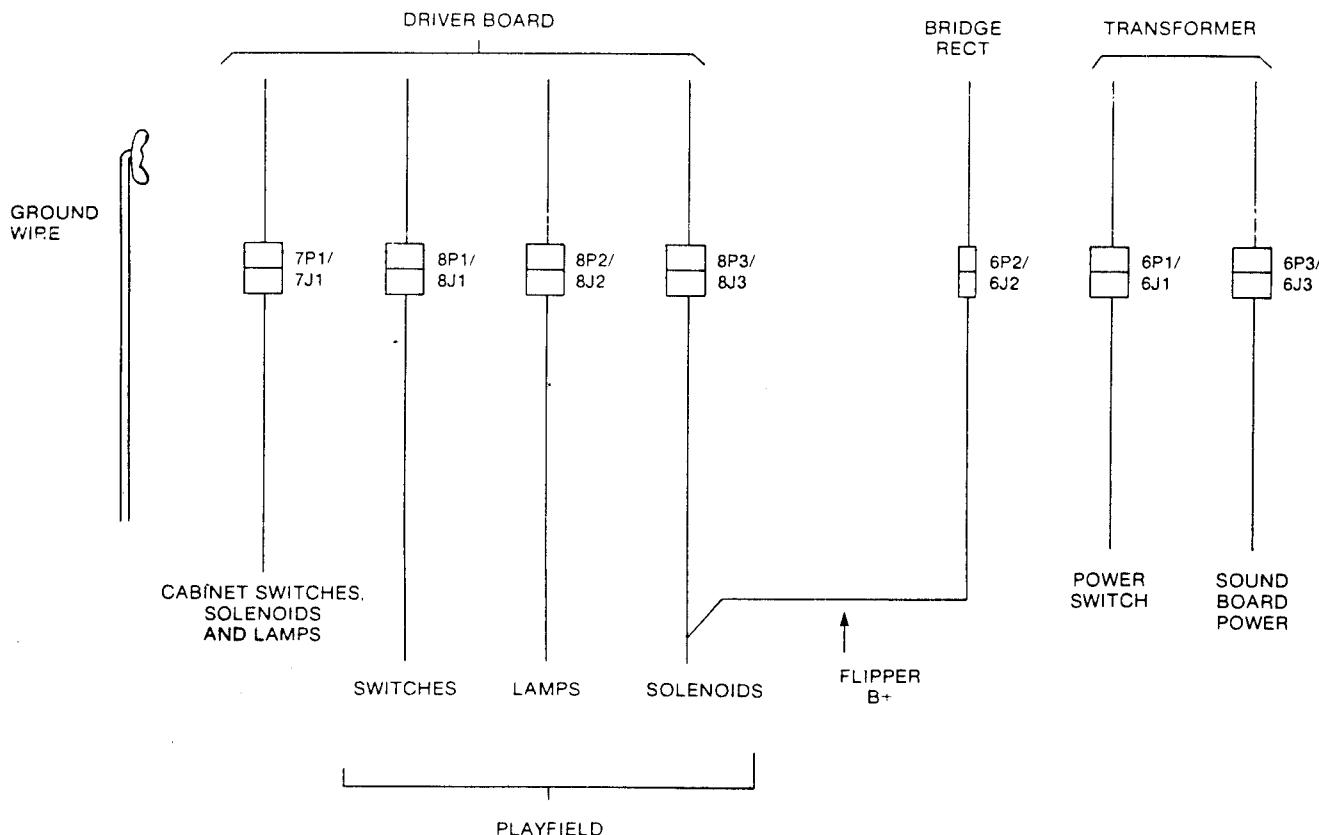 DRIVER BOARD
BRIDGE
RECT
TRANSFORMER
GROUND
WIRE
7P1/
7J1
8P1/
8J1
8P2/
8J2
8P3/
8J3
6P2/
6J2
6P1/
6J1
6P3/
6J3
CABINET SWITCHES,
SOLENOIDS
AND LAMPS
SWITCHES
LAMPS
SOLENOIDS
FLIPPER
B+
POWER
SWITCH
SOUND
BOARD
POWER
PLAYFIELD